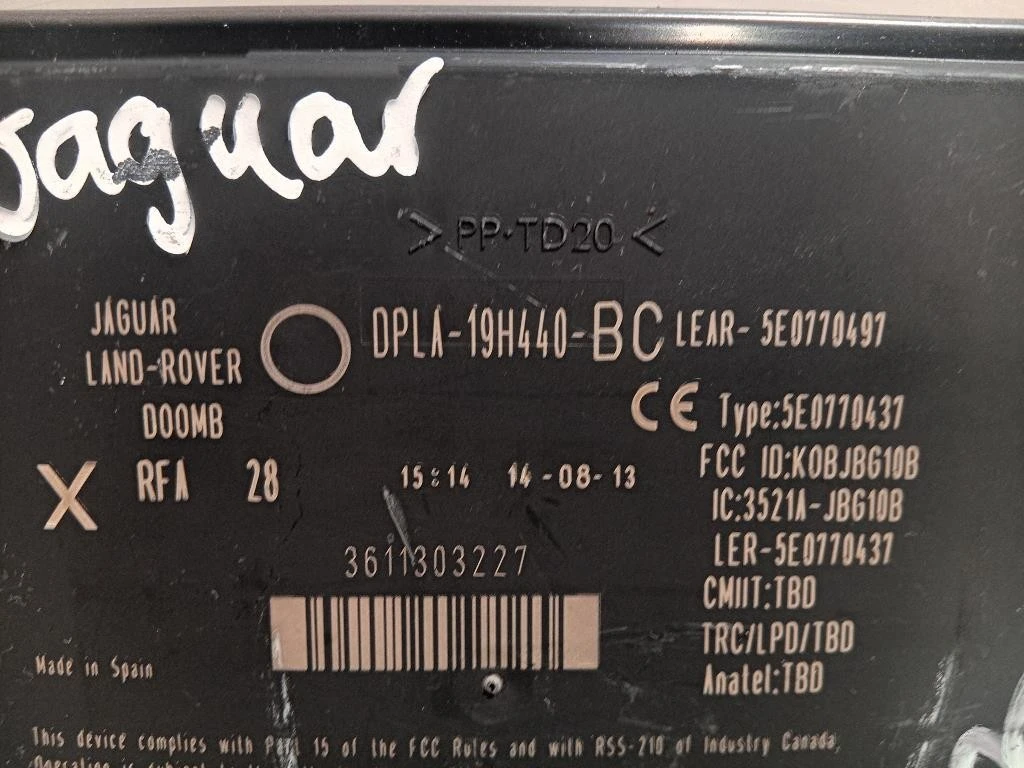 Jaguar
> PP-TD20 <
JAGUAR
LAND-ROVER
D00MB
DPLA-19H440-BC LEAR- 5E0770497
CE Type:5E0770437
X RFA 28
15:14 14-08-13
FCC ID:KOBJBG10B
IC:3521A-JBG10B
LER-5E0770437
3611303227
CMIIT:TBD
TRC/LPD/TBD
Anatel:TBD
Made in Spain
This device complies with Part 15 of the FCC Rules and with RSS-210 of Industry Canada.
Operation is